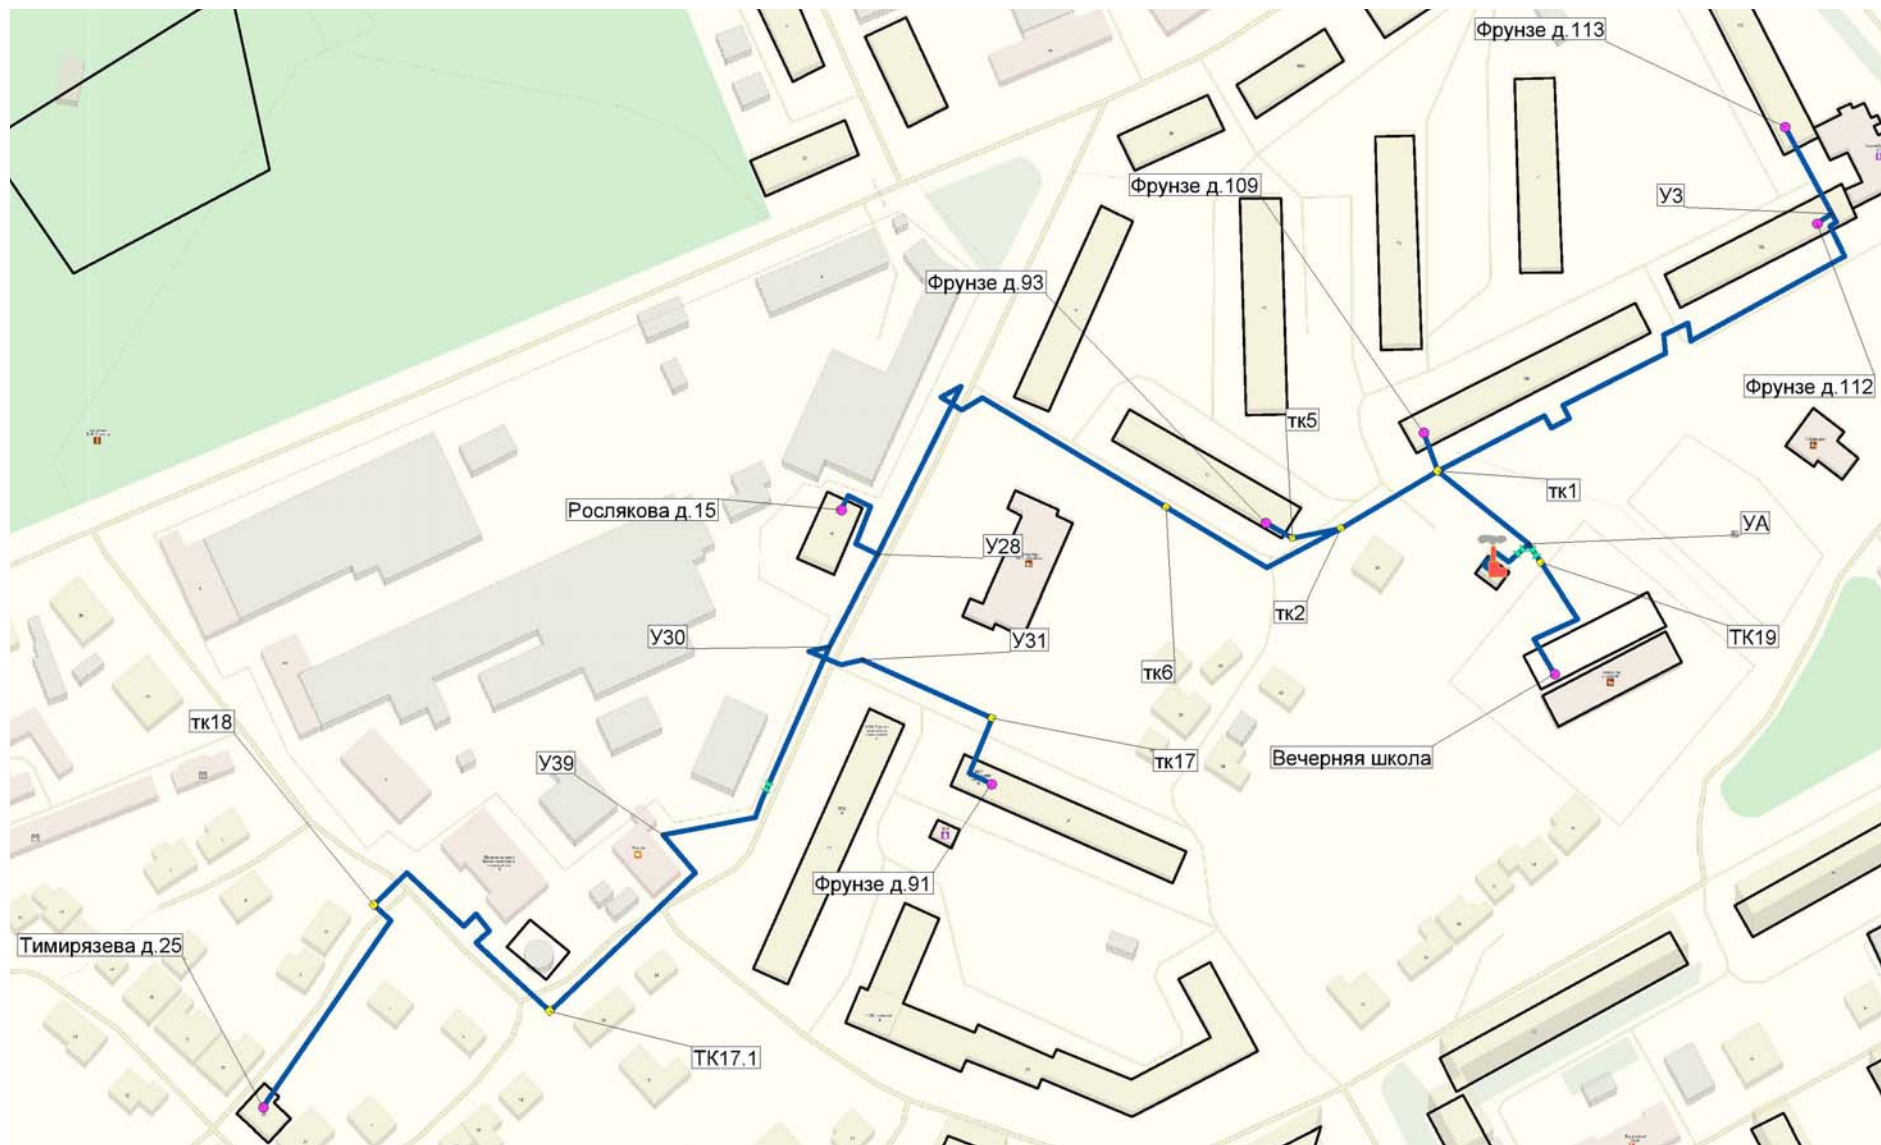 Фрунзе д.113
Фрунзе д.109
У3
Фрунзе д.93
Фрунзе д.112
тк5
тк1
Рослякова д.15
УА
У28
тк2
ТК19
У30
У31
тк6
тк18
Вечерняя школа
тк17
У39
Фрунзе д.91
Тимирязева д.25
ТК17.1